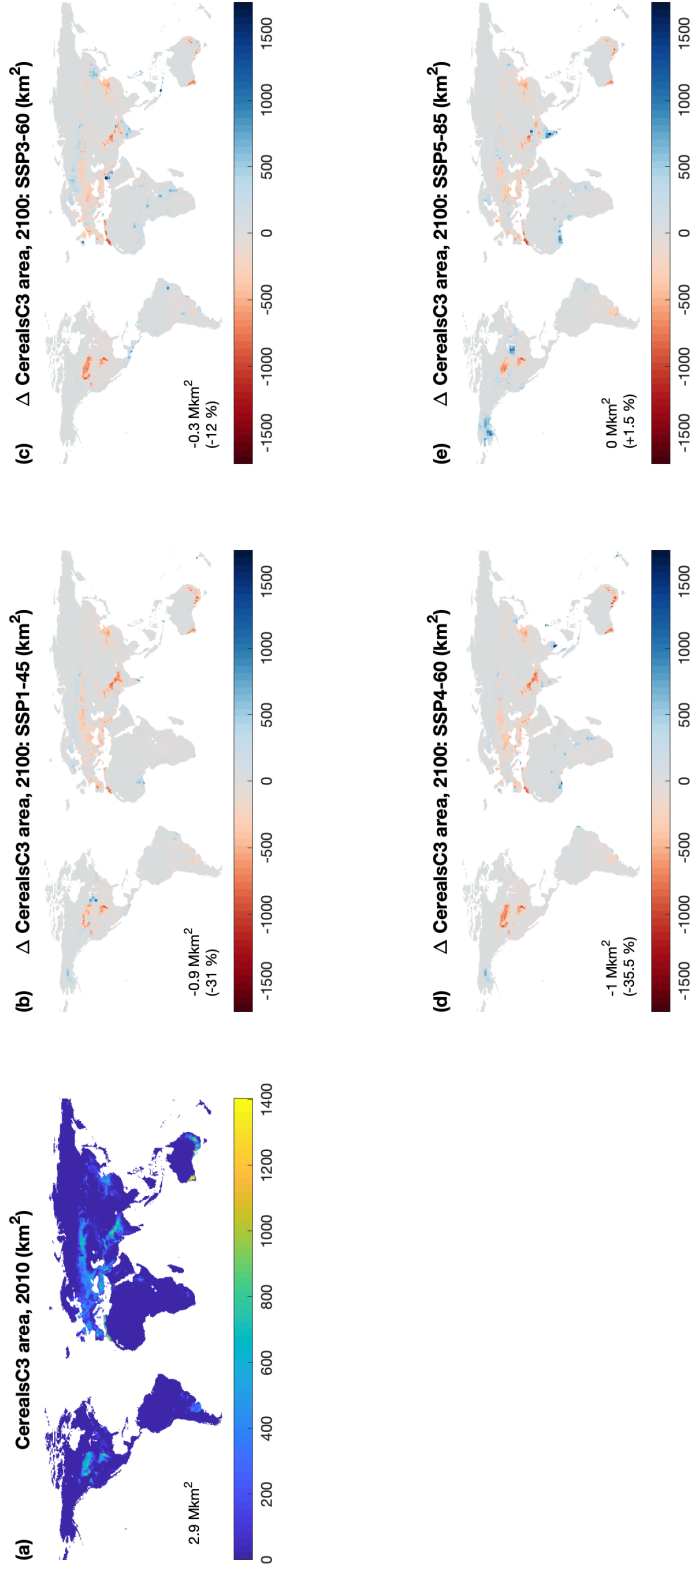 (a) CerealsC3 area, 2010 (km²)
2.9 Mkm²
0 200 400 600 800 1000 1200 1400
(b) Δ CerealsC3 area, 2100: SSP1-45 (km²)
-0.9 Mkm²
(-31 %)
-1500 -1000 -500 0 500 1000 1500
(c) Δ CerealsC3 area, 2100: SSP3-60 (km²)
-0.3 Mkm²
(-12 %)
-1500 -1000 -500 0 500 1000 1500
(d) Δ CerealsC3 area, 2100: SSP4-60 (km²)
-1 Mkm²
(-35.5 %)
-1500 -1000 -500 0 500 1000 1500
(e) Δ CerealsC3 area, 2100: SSP5-85 (km²)
0 Mkm²
(+1.5 %)
-1500 -1000 -500 0 500 1000 1500